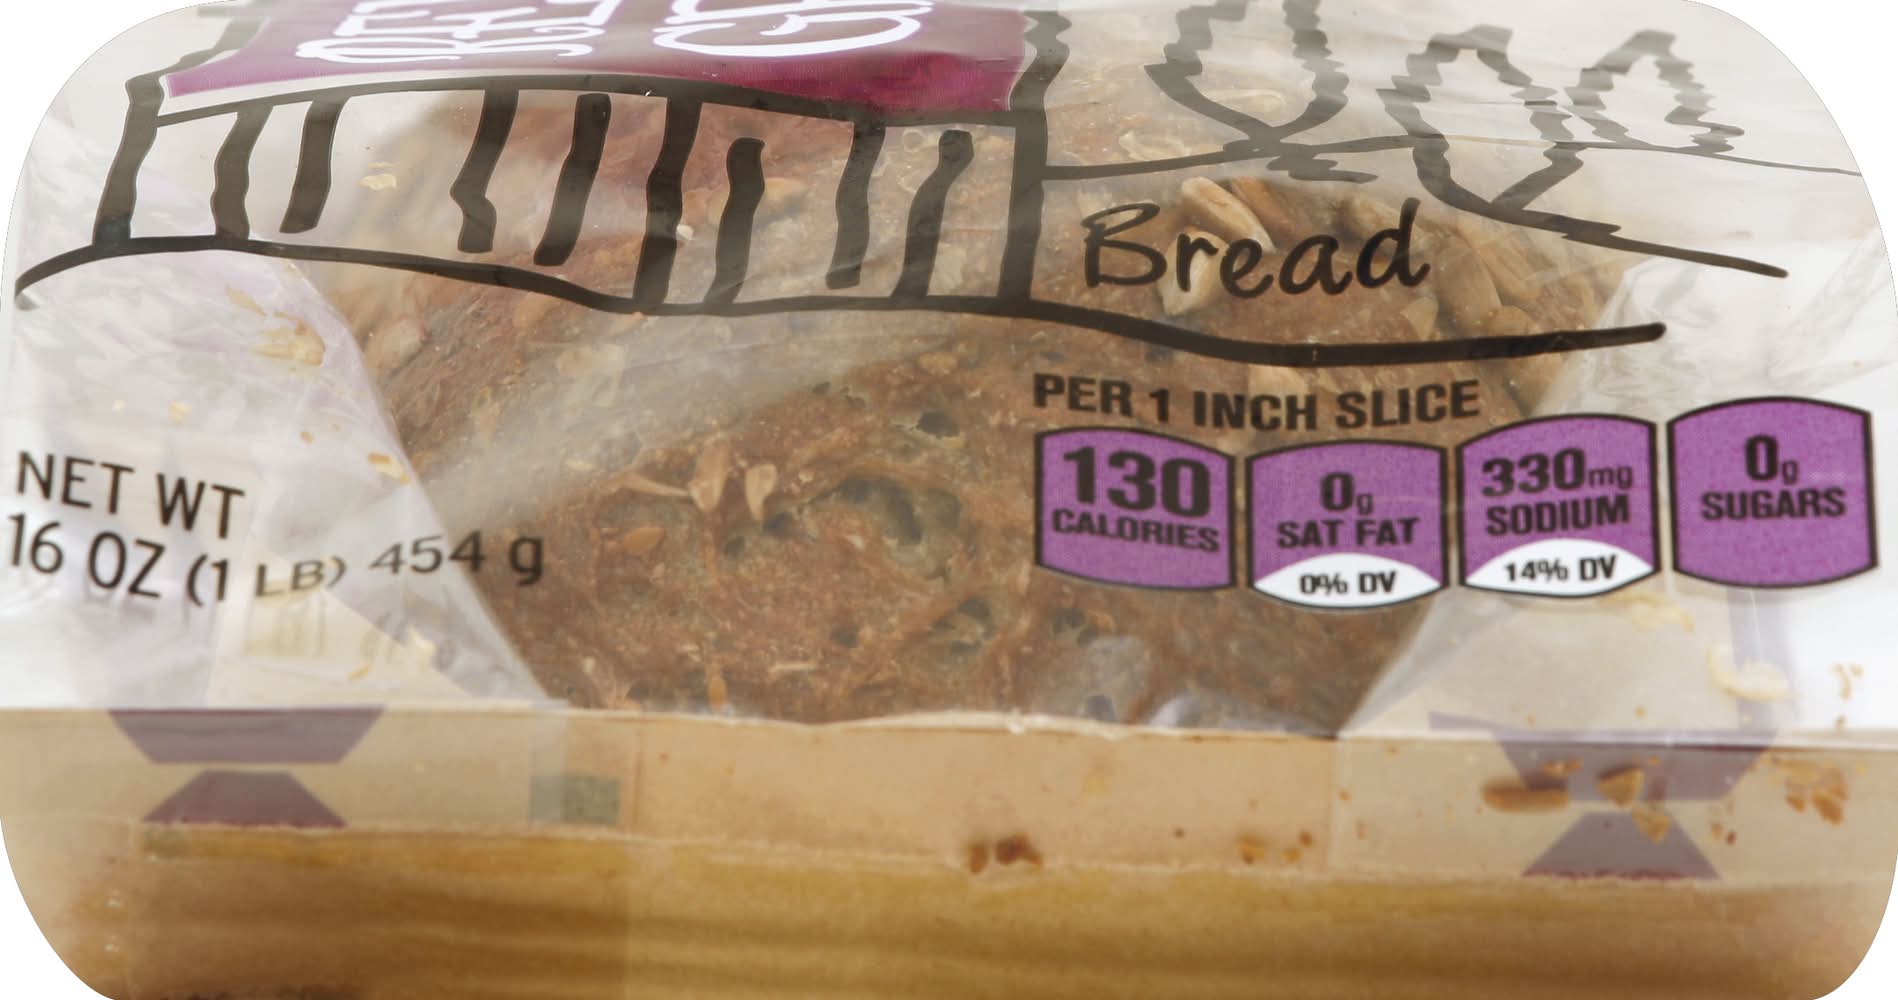 Bread
PER 1 INCH SLICE
130
CALORIES
0g
SAT FAT
0% DV
330mg
SODIUM
14% DV
0g
SUGARS
NET WT
16 OZ (1 LB) 454 g